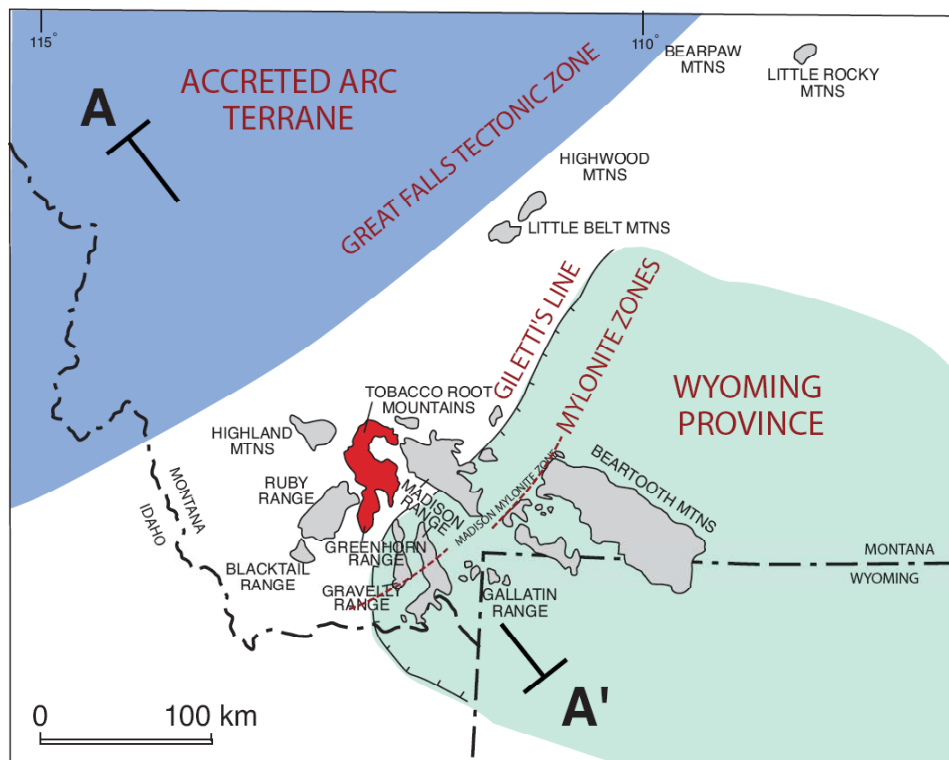 115°
110°
BEARPAW
MTNS
LITTLE ROCKY
MTNS
ACCRETED ARC
TERRANE
A
GREAT FALLS TECTONIC ZONE
HIGHWOOD
MTNS
LITTLE BELT MTNS
GILETTI'S LINE
MYLONITE ZONES
WYOMING
PROVINCE
TOBACCO ROOT
MOUNTAINS
HIGHLAND
MTNS
RUBY
RANGE
MADISON
RANGE
MADISON MYLONITE ZONE
BEARTOOTH MTNS
MONTANA
IDAHO
GREENHORN
RANGE
BLACKTAIL
RANGE
GRAVELLY
RANGE
GALLATIN
RANGE
MONTANA
WYOMING
A'
0
100 km